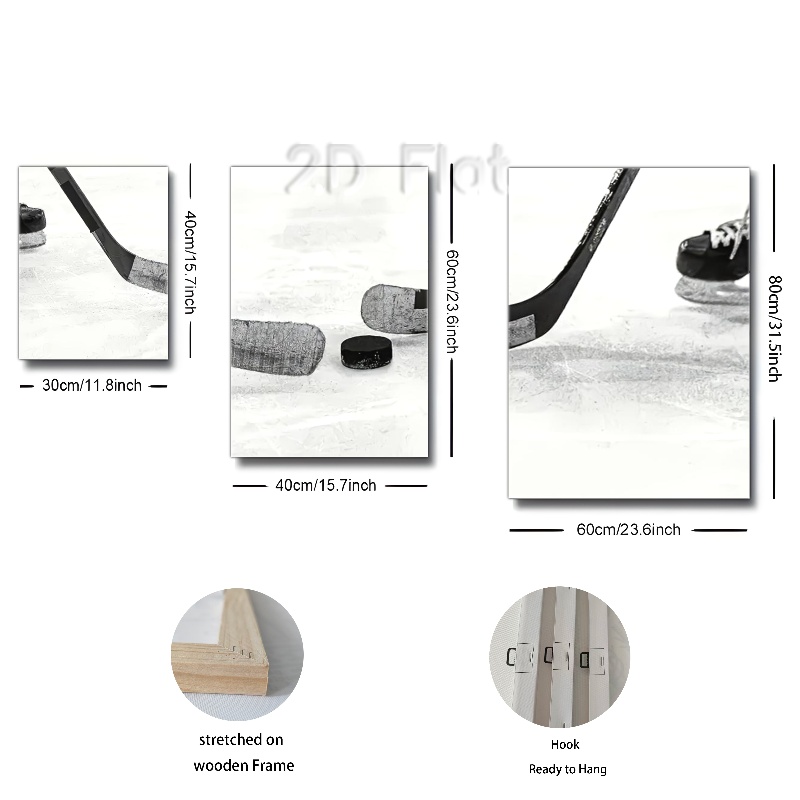 2D Flat
40cm/15.7inch
60cm/23.6inch
80cm/31.5inch
30cm/11.8inch
40cm/15.7inch
60cm/23.6inch
stretched on
wooden Frame
Hook
Ready to Hang